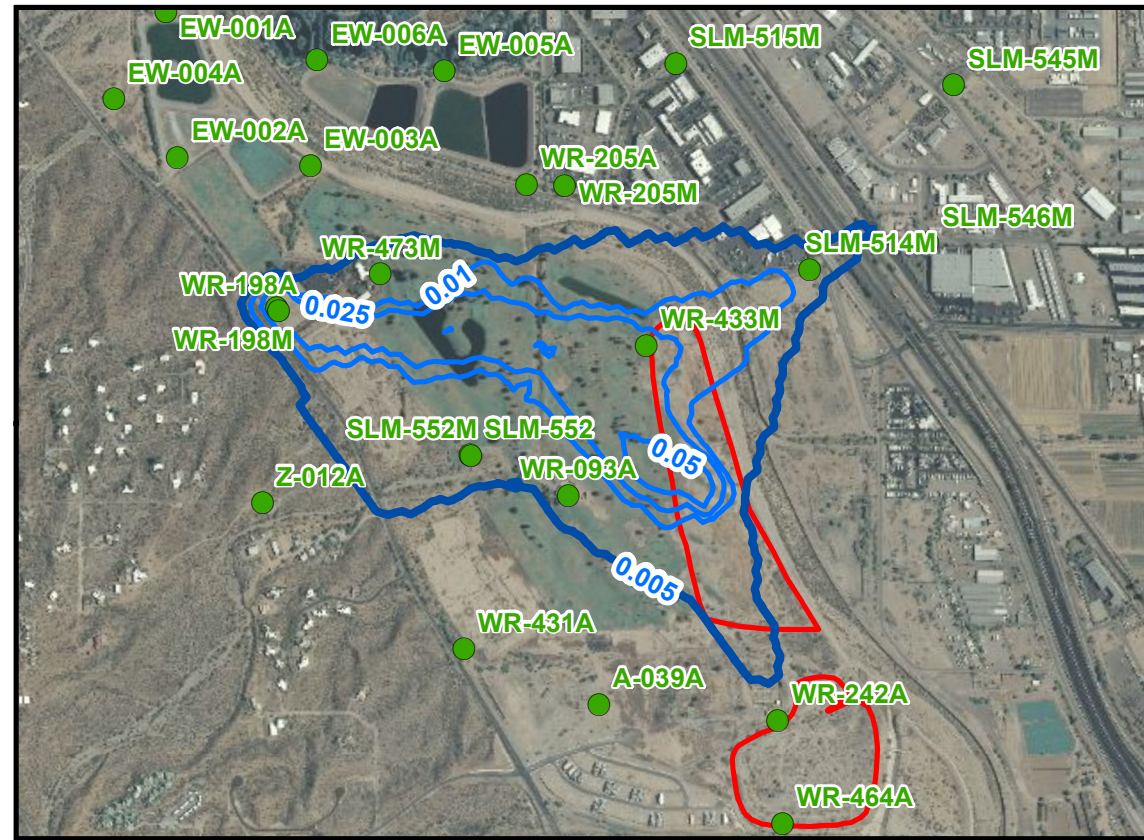 EW-001A
EW-006A
EW-005A
SLM-515M
SLM-545M
EW-004A
EW-002A
EW-003A
WR-205A
WR-205M
SLM-546M
SLM-514M
WR-473M
0.01
WR-198A
0.025
WR-433M
WR-198M
SLM-552M
SLM-552
0.05
WR-093A
Z-012A
0.005
WR-431A
A-039A
WR-242A
WR-464A